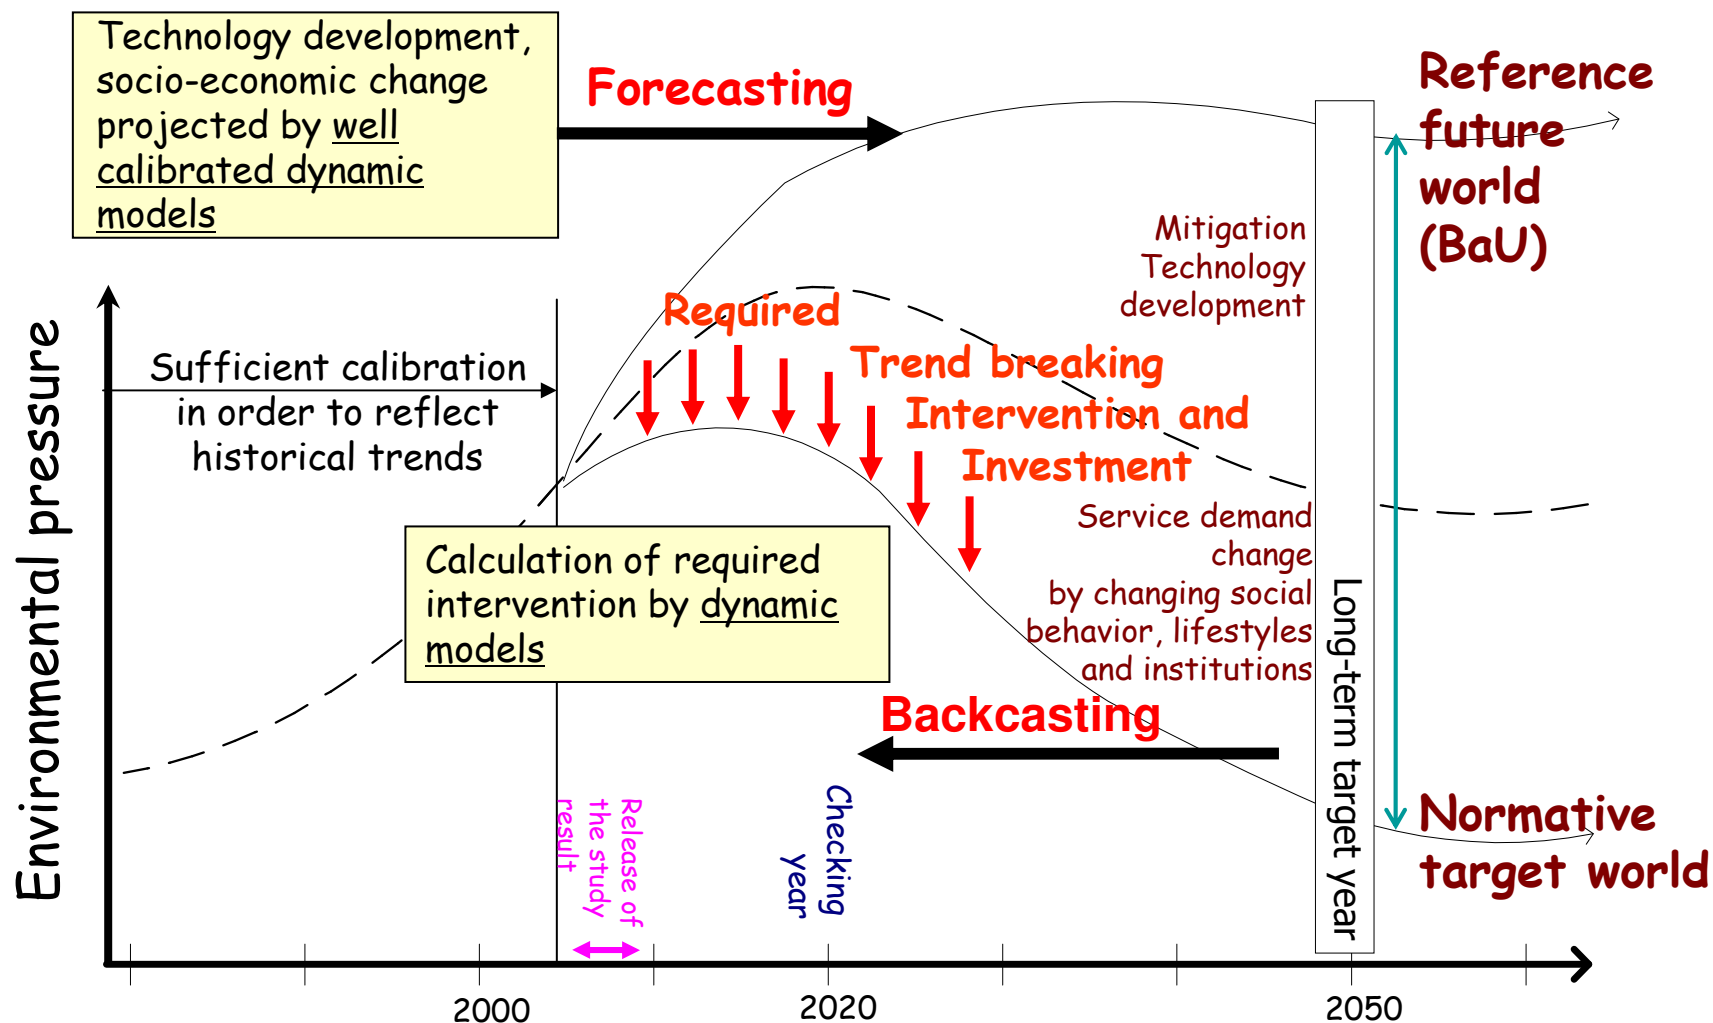 Technology development,
socio-economic change
projected by well
calibrated dynamic
models
Forecasting
Reference
future
world
(BaU)
Mitigation
Technology
development
Environmental pressure
Sufficient calibration
in order to reflect
historical trends
Required
Trend breaking
Intervention and
Investment
Service demand
change
by changing social
behavior, lifestyles
and institutions
Calculation of required
intervention by dynamic
models
Long-term target year
Backcasting
Release of
the study
result
Checking
year
Normative
target world
2000
2020
2050